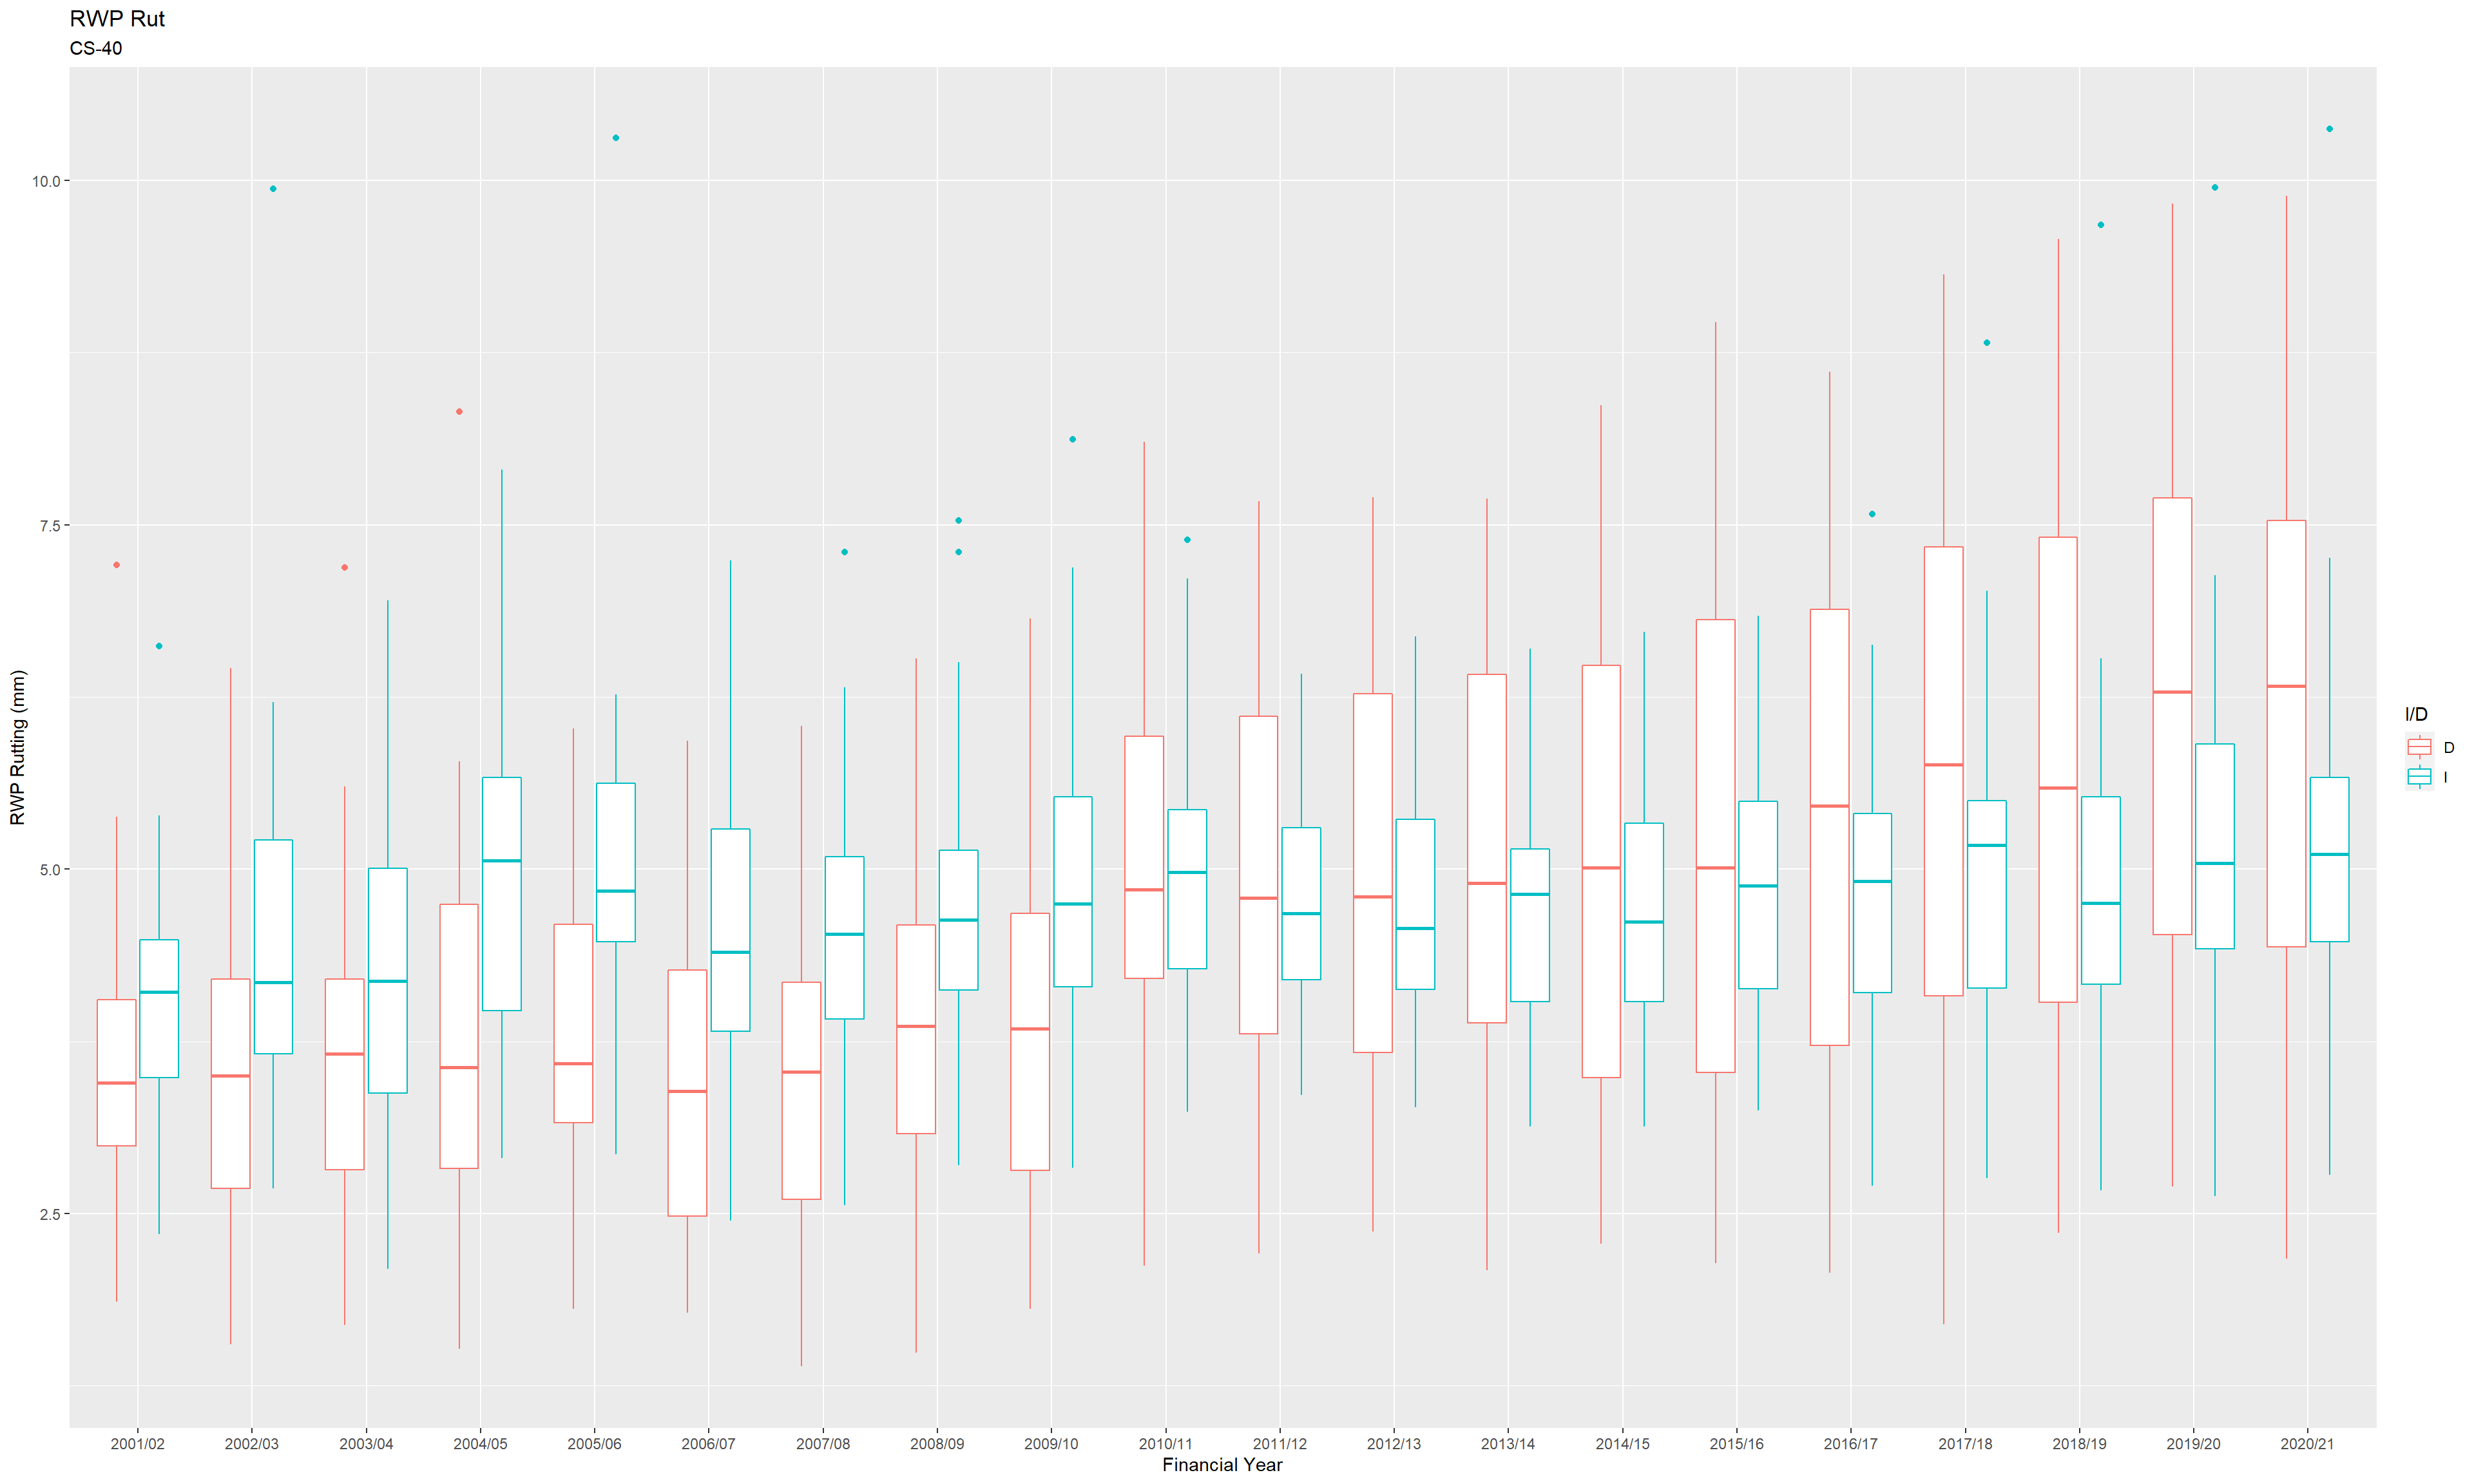 RWP Rut
CS-40
RWP Rutting (mm)
10.0
7.5
5.0
2.5
2001/02 2002/03 2003/04 2004/05 2005/06 2006/07 2007/08 2008/09 2009/10 2010/11 2011/12 2012/13 2013/14 2014/15 2015/16 2016/17 2017/18 2018/19 2019/20 2020/21
Financial Year
I/D
D
I